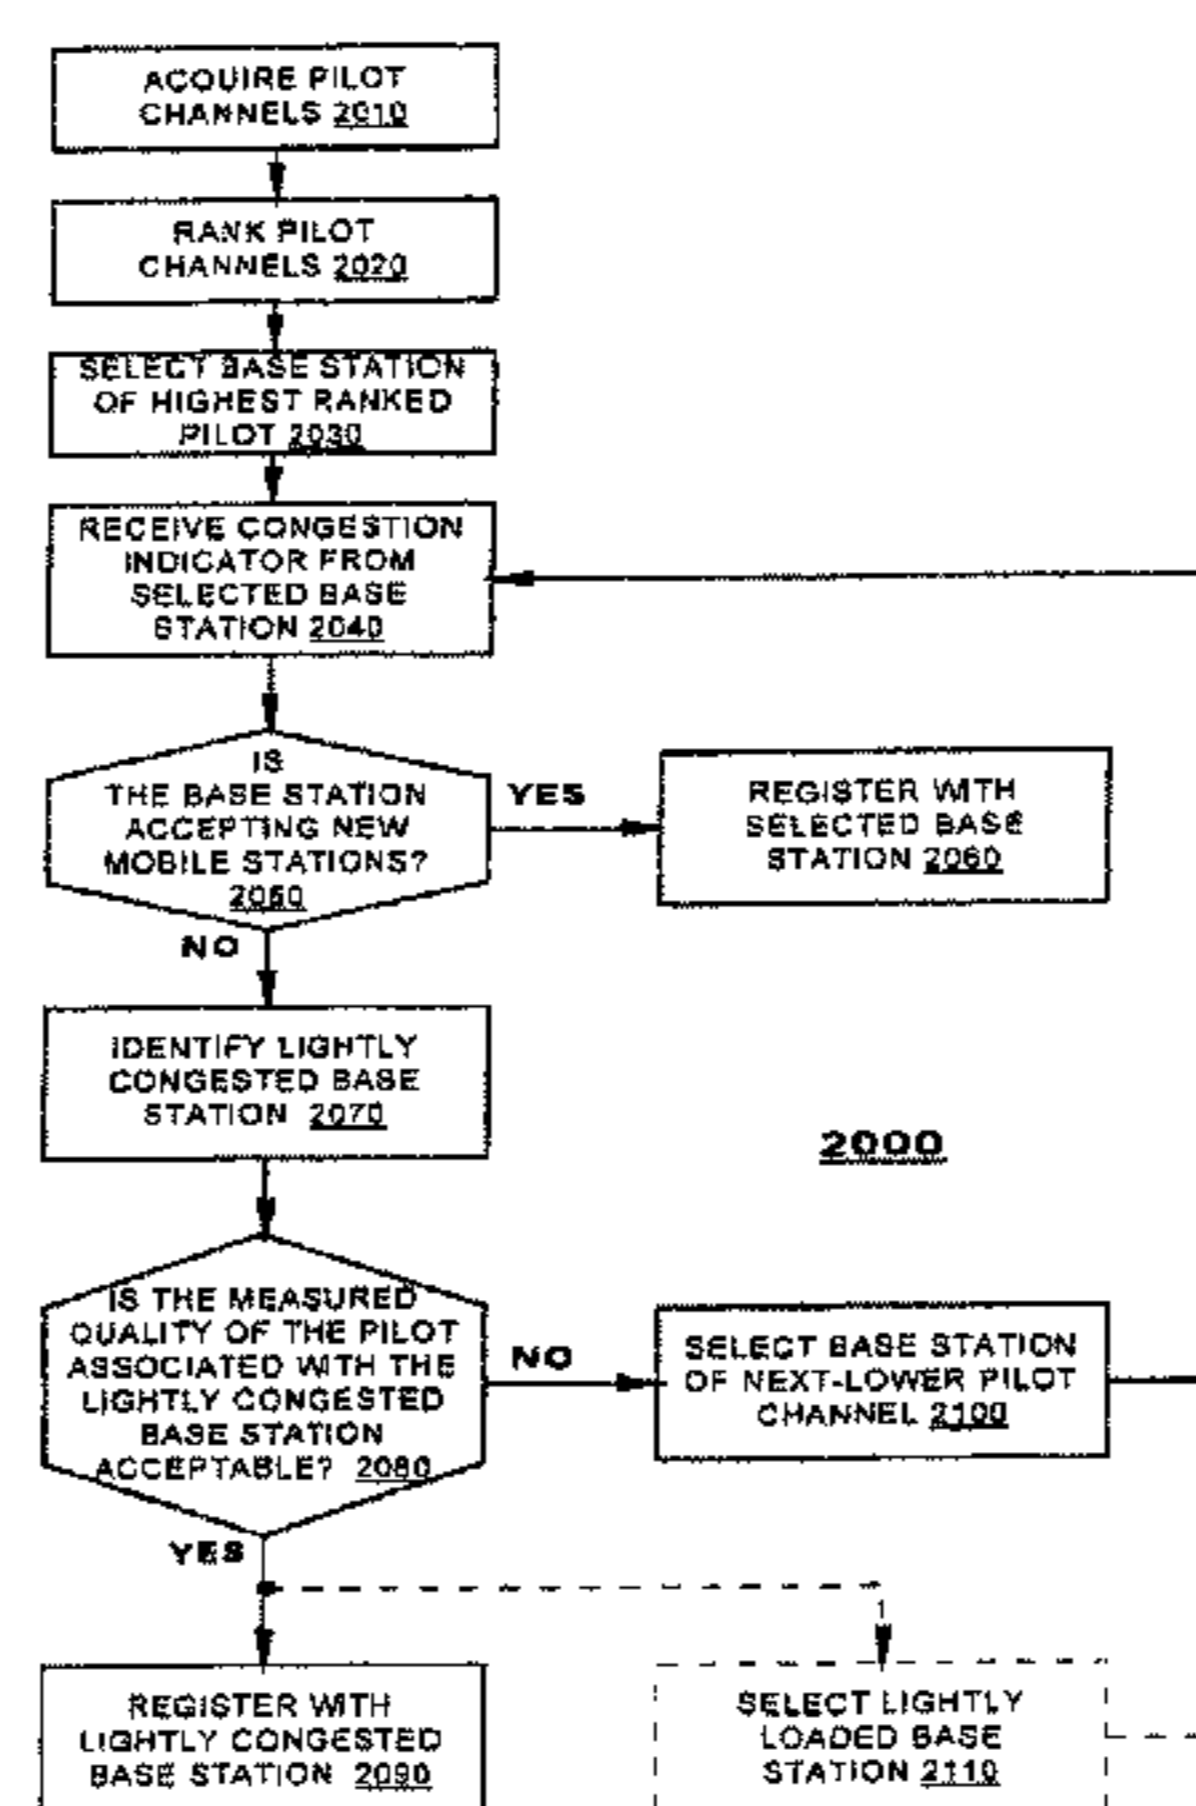 ACQUIRE PILOT
CHANNELS 2010
RANK PILOT
CHANNELS 2020
SELECT BASE STATION
OF HIGHEST RANKED
PILOT 2030
RECEIVE CONGESTION
INDICATOR FROM
SELECTED BASE
STATION 2040
IS
THE BASE STATION
ACCEPTING NEW
MOBILE STATIONS?
2050
YES
REGISTER WITH
SELECTED BASE
STATION 2060
NO
IDENTIFY LIGHTLY
CONGESTED BASE
STATION 2070
2000
IS THE MEASURED
QUALITY OF THE PILOT
ASSOCIATED WITH THE
LIGHTLY CONGESTED
BASE STATION
ACCEPTABLE? 2080
NO
SELECT BASE STATION
OF NEXT-LOWER PILOT
CHANNEL 2100
YES
REGISTER WITH
LIGHTLY CONGESTED
BASE STATION 2090
SELECT LIGHTLY
LOADED BASE
STATION 2110